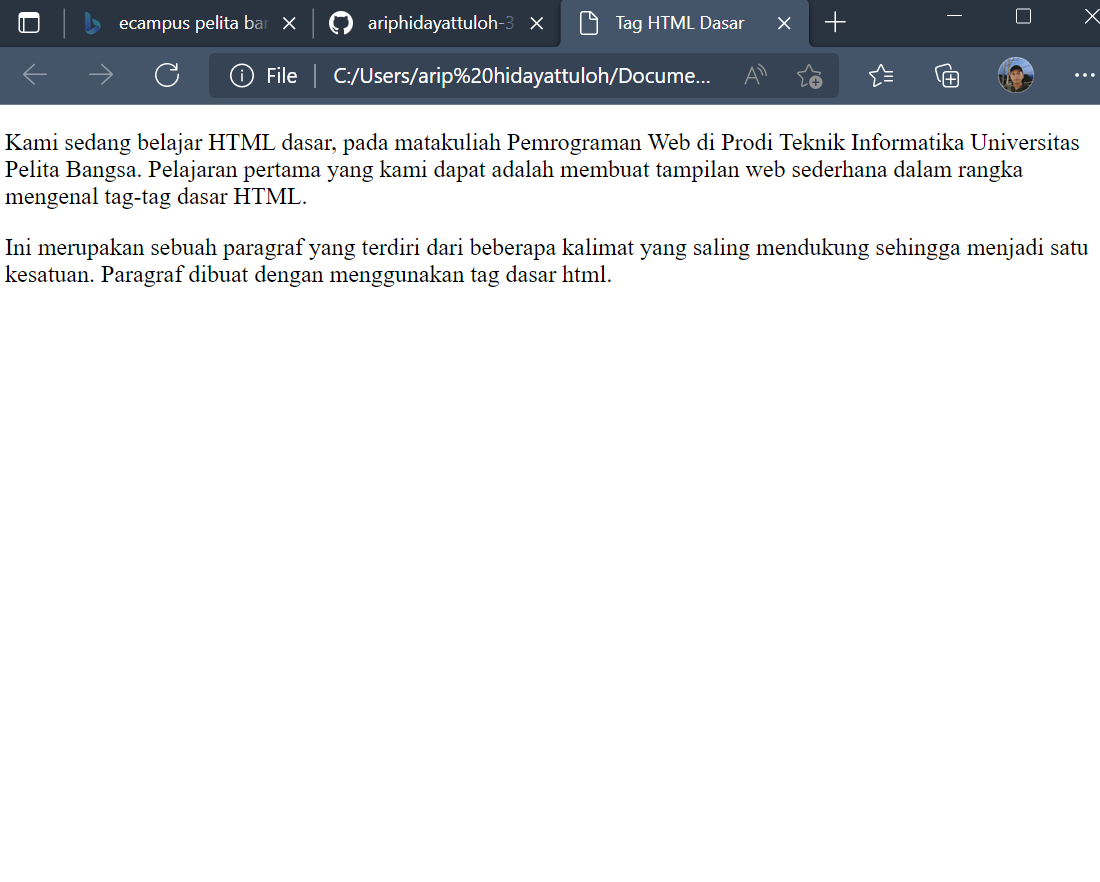 ecampus pelita bar
ariphidayattuloh-3
Tag HTML Dasar
File
C:/Users/arip%20hidayattuloh/Docume...
Kami sedang belajar HTML dasar, pada matakuliah Pemrograman Web di Prodi Teknik Informatika Universitas
Pelita Bangsa. Pelajaran pertama yang kami dapat adalah membuat tampilan web sederhana dalam rangka
mengenal tag-tag dasar HTML.
Ini merupakan sebuah paragraf yang terdiri dari beberapa kalimat yang saling mendukung sehingga menjadi satu
kesatuan. Paragraf dibuat dengan menggunakan tag dasar html.